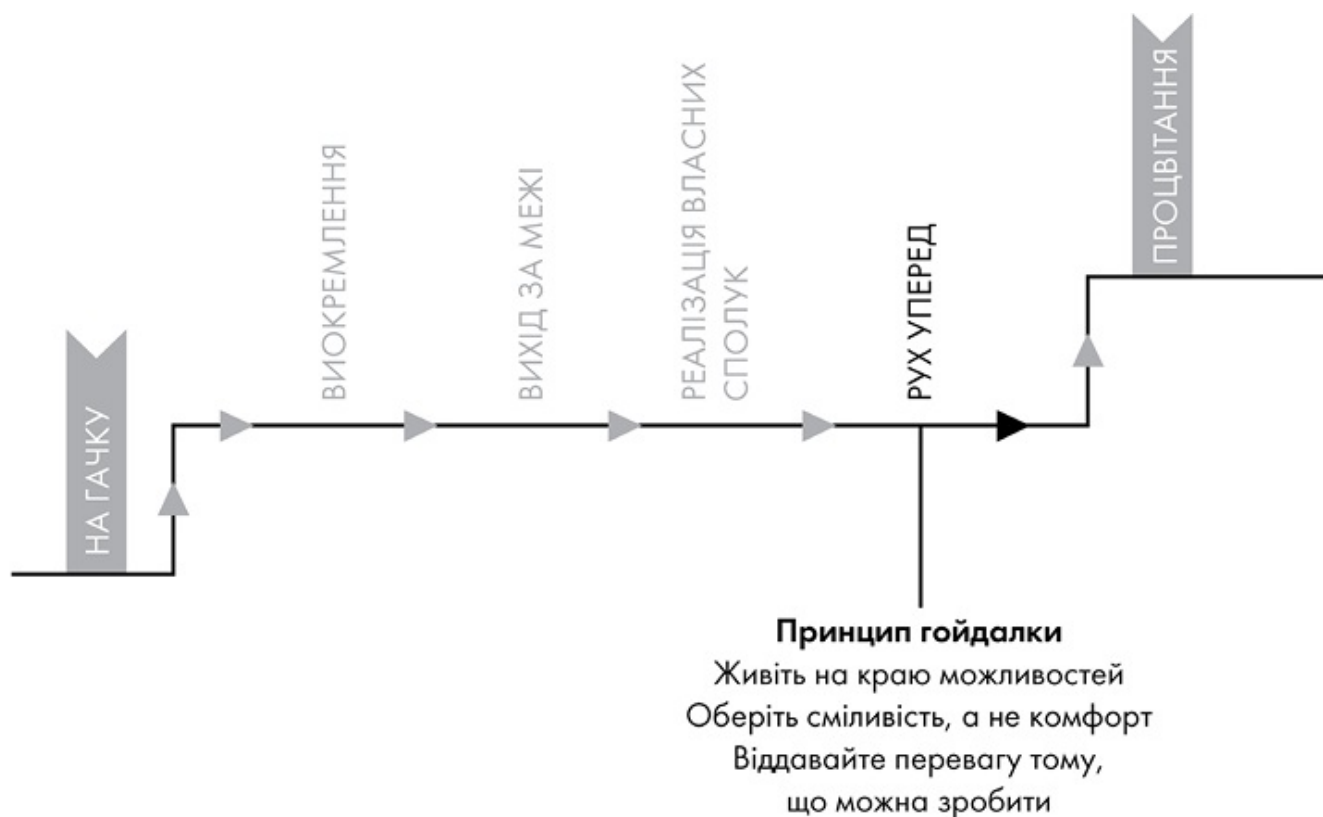 НА ГАЧКУ
ВИОКРЕМЛЕННЯ
ВИХІД ЗА МЕЖІ
РЕАЛІЗАЦІЯ ВЛАСНИХ
СПОЛУК
РУХ УПЕРЕД
ПРОЦВІТАННЯ
Принцип гойдалки
Живіть на краю можливостей
Оберіть сміливість, а не комфорт
Віддавайте перевагу тому,
що можна зробити